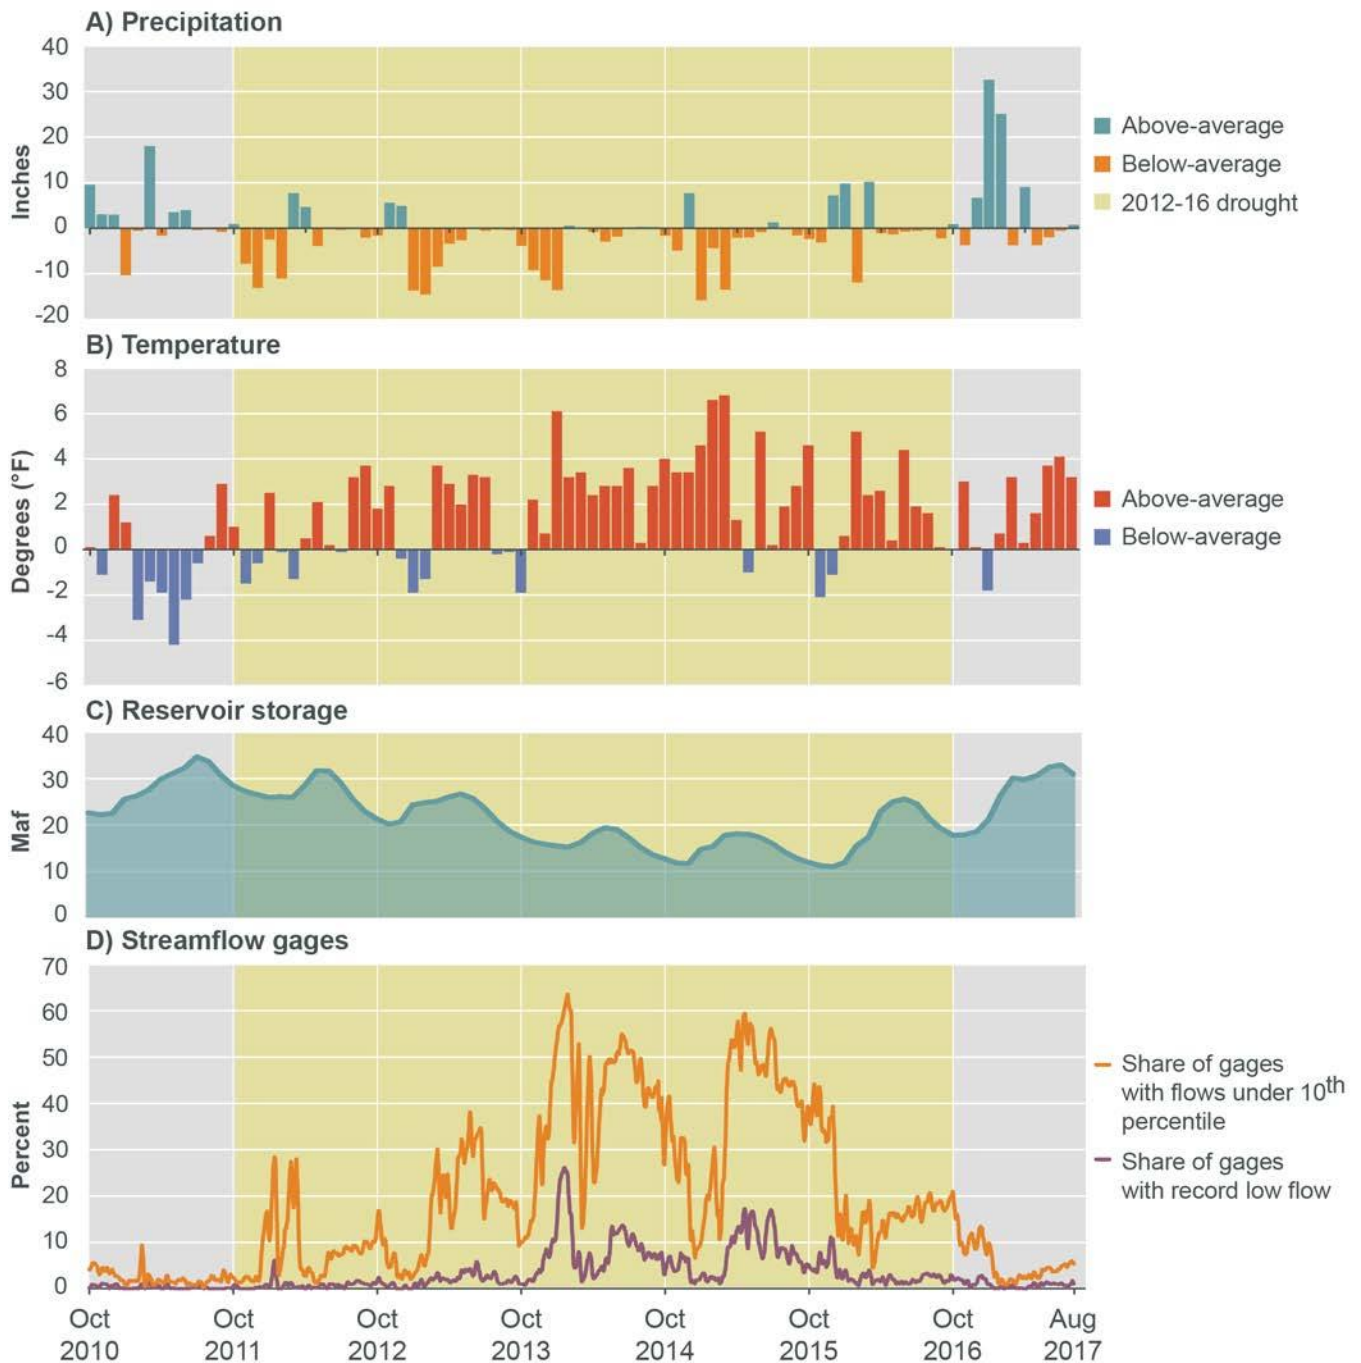 A) Precipitation
40
30
20
10
0
-10
-20
Inches
Above-average
Below-average
2012-16 drought
B) Temperature
8
6
4
2
0
-2
-4
-6
Degrees (°F)
Above-average
Below-average
C) Reservoir storage
40
30
20
10
0
Maf
D) Streamflow gages
70
60
50
40
30
20
10
0
Percent
Share of gages
with flows under 10th
percentile
Share of gages
with record low flow
Oct Oct Oct Oct Oct Oct Oct Aug
2010 2011 2012 2013 2014 2015 2016 2017